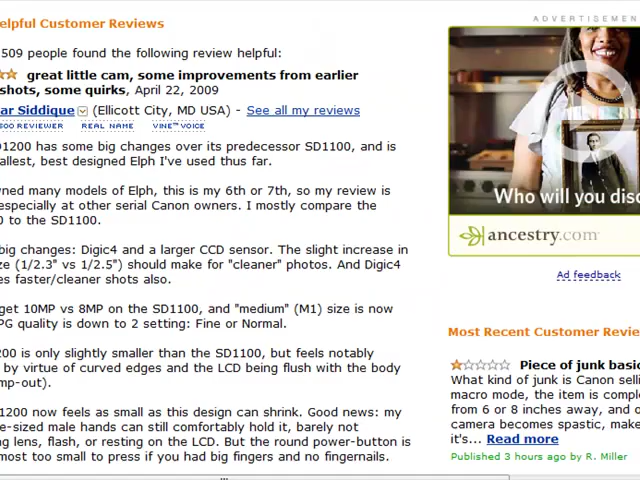 elpful Customer Reviews
509 people found the following review helpful:
great little cam, some improvements from earlier
shots, some quirks, April 22, 2009
ar Siddique (Ellicott City, MD USA) - See all my reviews
500 REVIEWER REAL NAME VINE™ VOICE
D1200 has some big changes over its predecessor SD1100, and is
allest, best designed Elph I've used thus far.
wned many models of Elph, this is my 6th or 7th, so my review is
especially at other serial Canon owners. I mostly compare the
0 to the SD1100.
big changes: Digic4 and a larger CCD sensor. The slight increase in
ze (1/2.3" vs 1/2.5") should make for "cleaner" photos. And Digic4
es faster/cleaner shots also.
get 10MP vs 8MP on the SD1100, and "medium" (M1) size is now
PG quality is down to 2 setting: Fine or Normal.
200 is only slightly smaller than the SD1100, but feels notably
by virtue of curved edges and the LCD being flush with the body
mp-out).
1200 now feels as small as this design can shrink. Good news: my
e-sized male hands can still comfortably hold it, barely not
ng lens, flash, or resting on the LCD. But the round power-button is
most too small to press if you had big fingers and no fingernails.
ADVERTISEMEN
Who will you disc
ancestry.com
Ad feedback
Most Recent Customer Revie
Piece of junk basic
What kind of junk is Canon selli
macro mode, the item is comple
from 6 or 8 inches away, and o
camera becomes spastic, make
it's... Read more
Published 3 hours ago by R. Miller